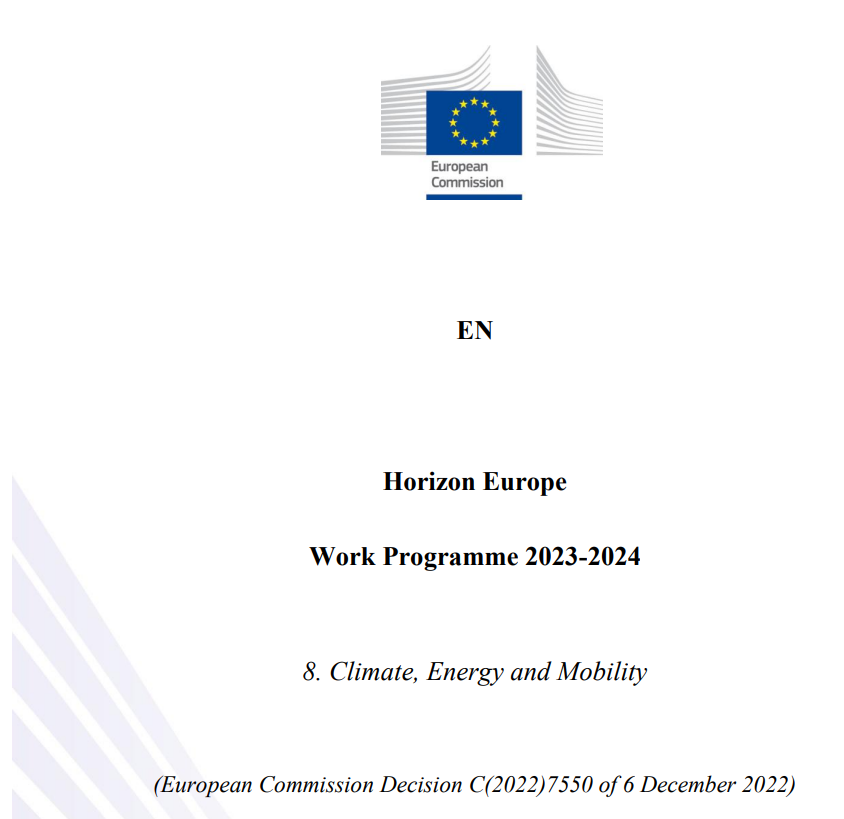 European
Commission
EN
Horizon Europe
Work Programme 2023-2024
8. Climate, Energy and Mobility
(European Commission Decision C(2022)7550 of 6 December 2022)